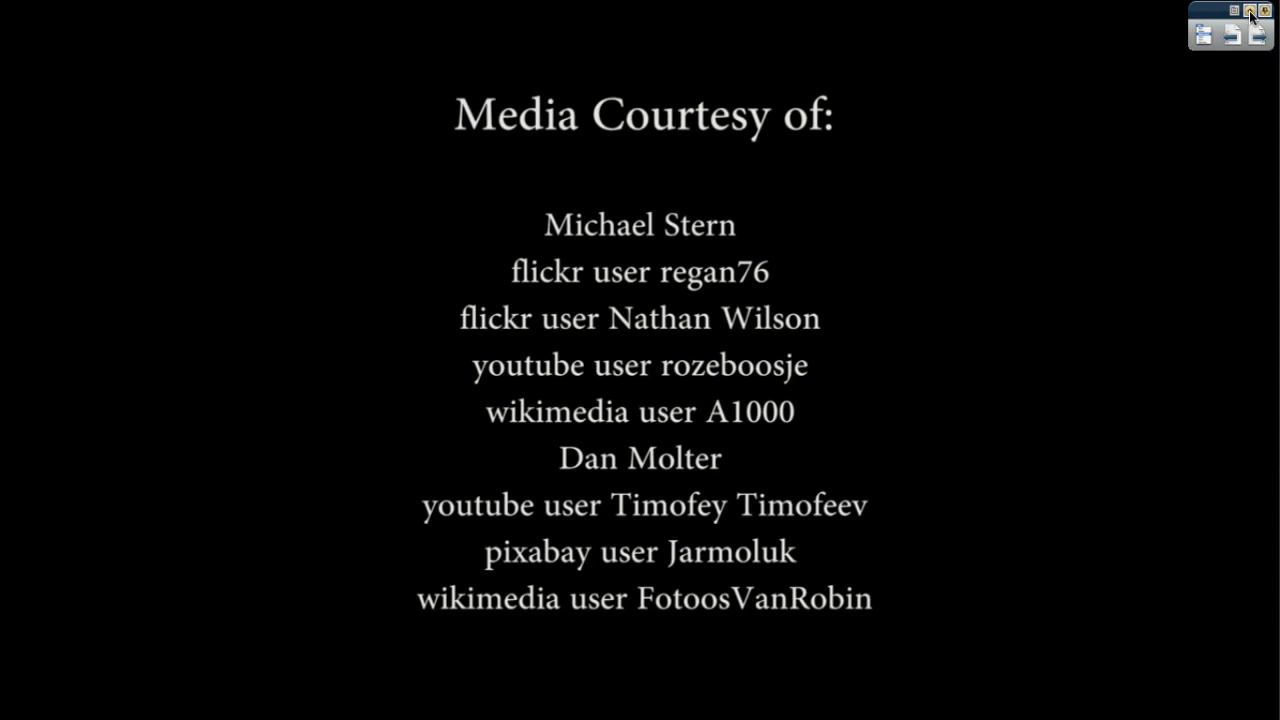 Media Courtesy of:
Michael Stern
flickr user regan76
flickr user Nathan Wilson
youtube user rozeboosje
wikimedia user A1000
Dan Molter
youtube user Timofey Timofeev
pixabay user Jarmoluk
wikimedia user FotoosVanRobin